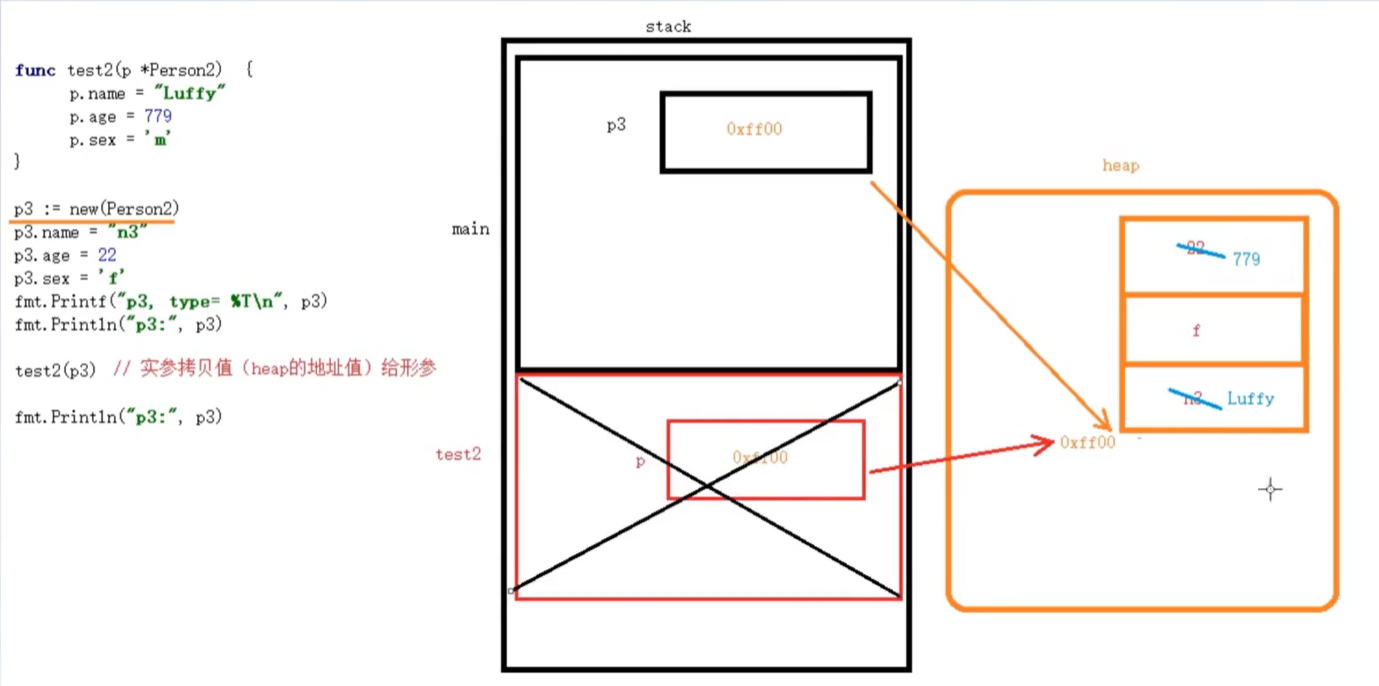 stack
func test2(p *Person2)  {
p.name = "Luffy"
p.age = 779
p.sex = 'm'
}
p3 := new(Person2)
p3.name = "n3"
p3.age = 22
p3.sex = 'f'
fmt.Printf("p3, type= %T\n", p3)
fmt.Println("p3:", p3)
test2(p3)  // 实参拷贝值（heap的地址值）给形参
fmt.Println("p3:", p3)
main
p3
0xff00
test2
p
0xff00
heap
22 779
f
n3 Luffy
0xff00